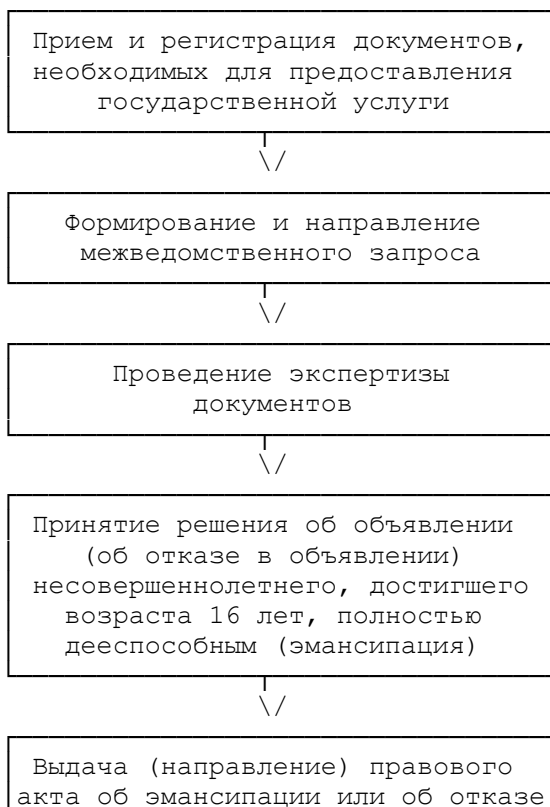 Прием и регистрация документов,
необходимых для предоставления
государственной услуги
\/
Формирование и направление
межведомственного запроса
\/
Проведение экспертизы
документов
\/
Принятие решения об объявлении
(об отказе в объявлении)
несовершеннолетнего, достигшего
возраста 16 лет, полностью
дееспособным (эмансипация)
\/
Выдача (направление) правового
акта об эмансипации или об отказе